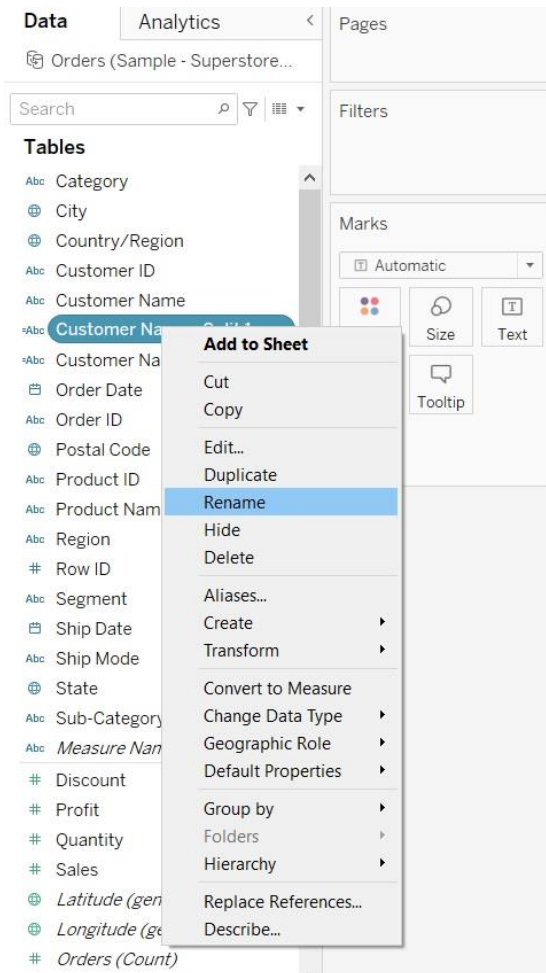 Data
Analytics
Pages
Orders (Sample - Superstore...
Search
Filters
Tables
Abc Category
City
Country/Region
Abc Customer ID
Abc Customer Name
=Abc Customer
=Abc Customer Na
Order Date
Abc Order ID
Postal Code
Abc Product ID
Abc Product Nam
Abc Region
# Row ID
Abc Segment
Ship Date
Abc Ship Mode
State
Abc Sub-Category
Abc Measure Nam
# Discount
# Profit
# Quantity
# Sales
Latitude (gen
Longitude (ge
# Orders (Count)
Add to Sheet
Cut
Copy
Edit...
Duplicate
Rename
Hide
Delete
Aliases...
Create
Transform
Convert to Measure
Change Data Type
Geographic Role
Default Properties
Group by
Folders
Hierarchy
Replace References...
Describe...
Marks
T Automatic
Size
T Text
Tooltip